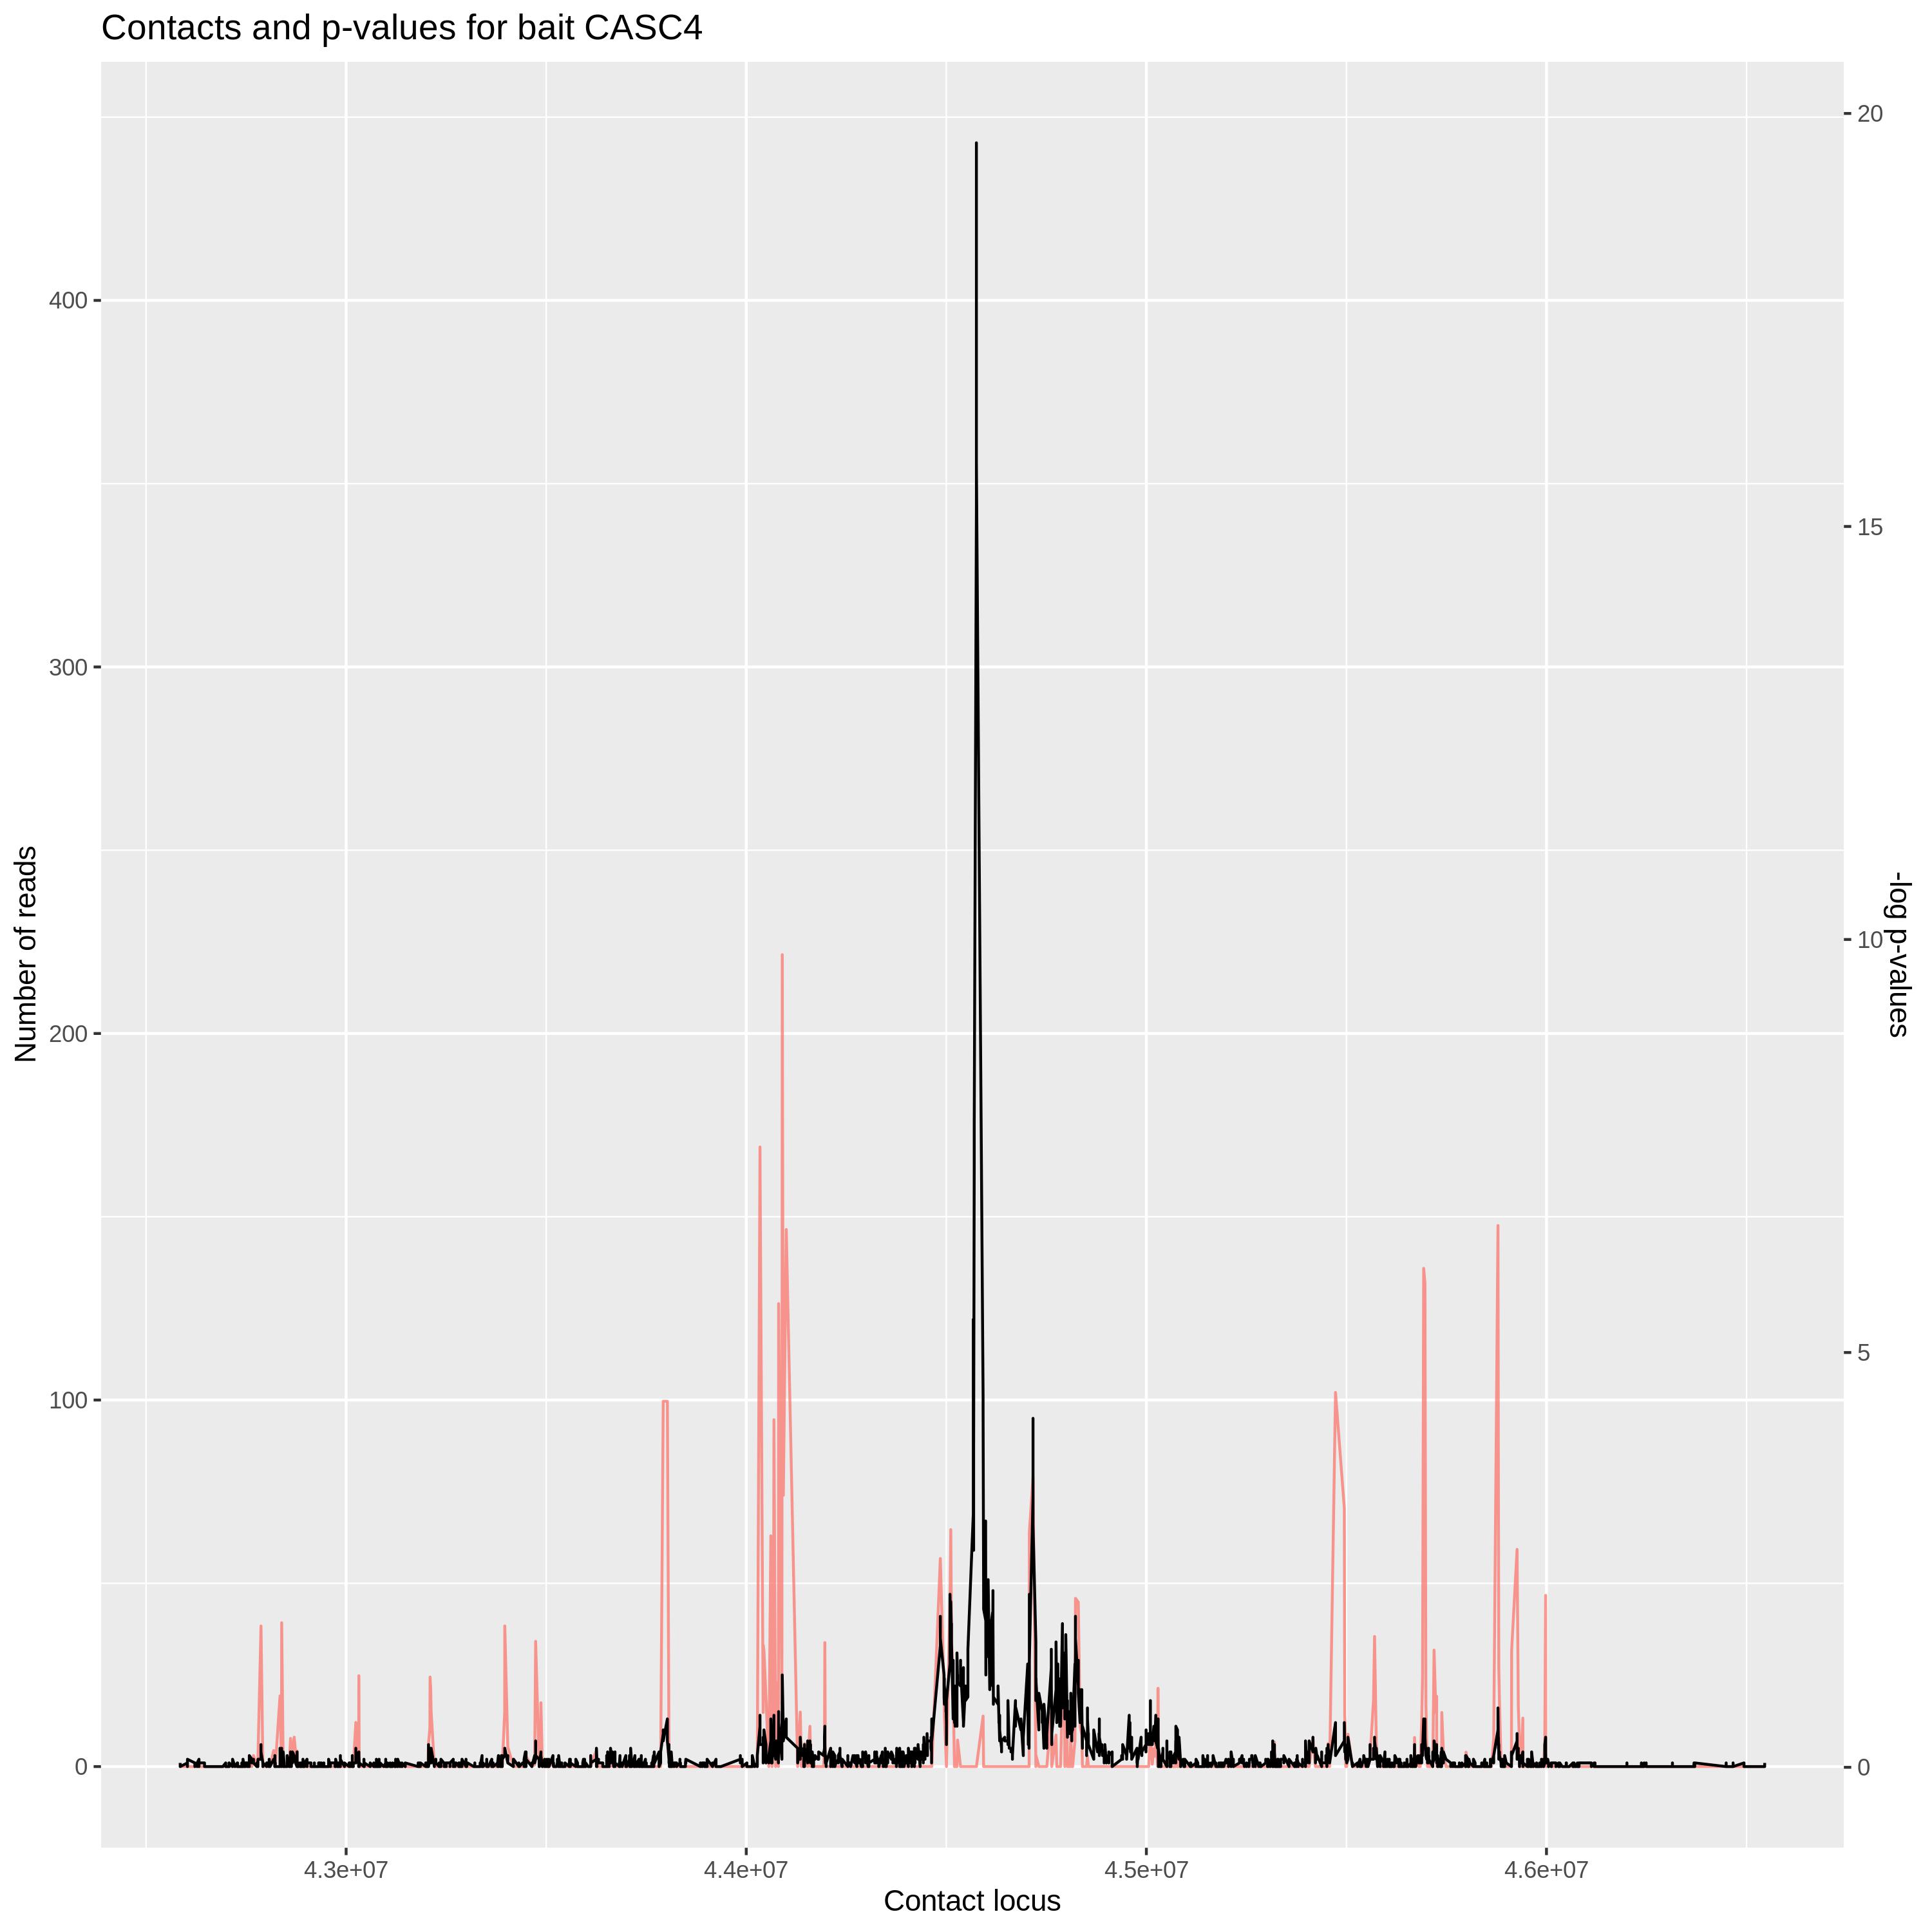 Contacts and p-values for bait CASC4
Number of reads
400
300
200
100
0
20
15
10
5
0
-log p-values
4.3e+07 4.4e+07 4.5e+07 4.6e+07
Contact locus